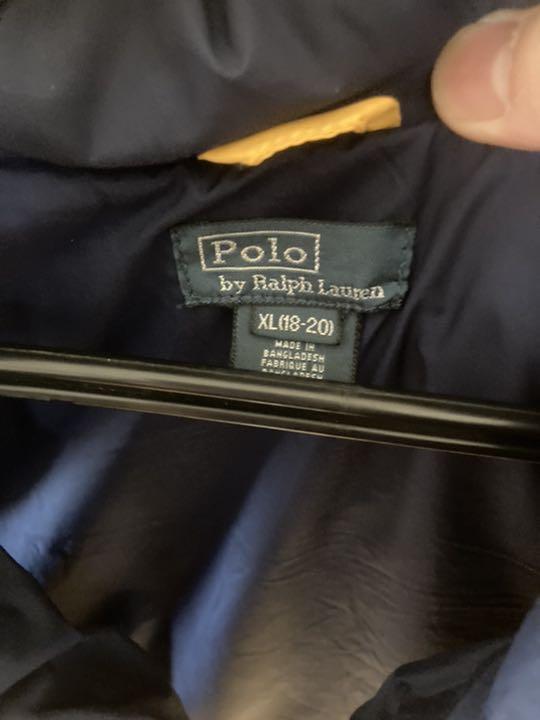 Polo
by Ralph Lauren
XL(18-20)
MADE IN
BANGLADESH
FABRIQUE AU